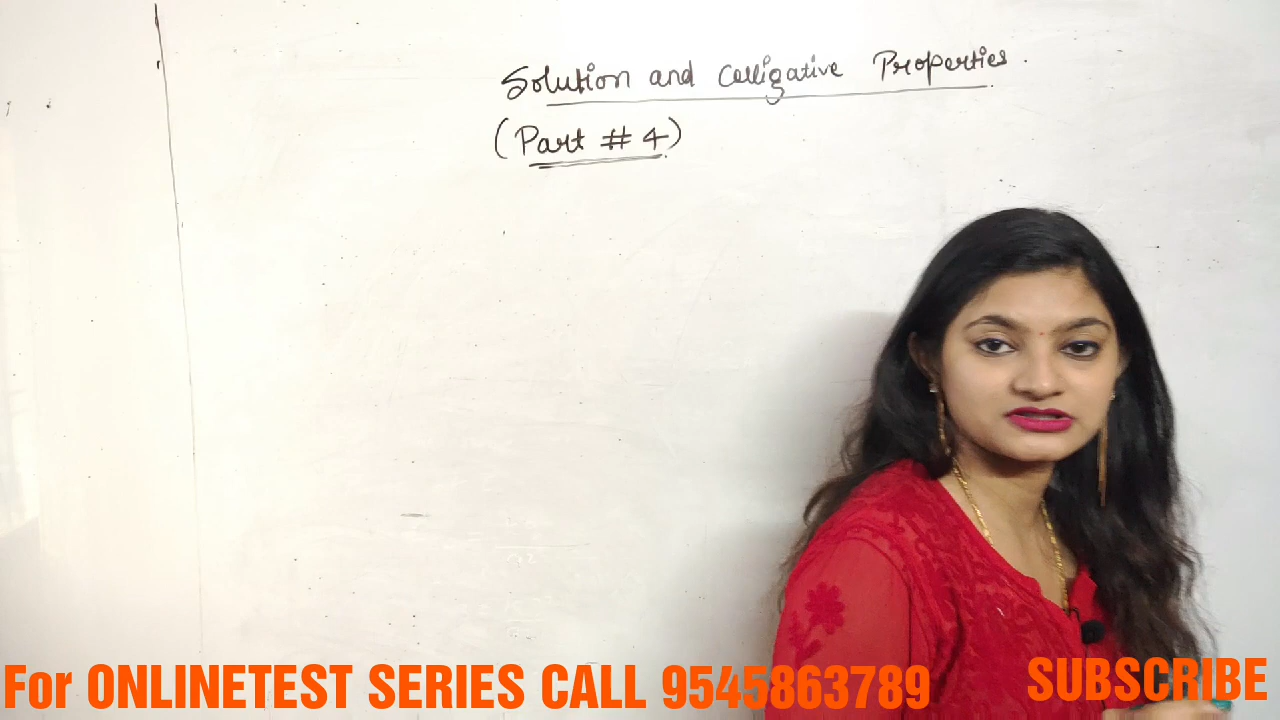 Solution and Colligative Properties.
(Part # 4)
For ONLINETEST SERIES CALL 9545863789
SUBSCRIBE